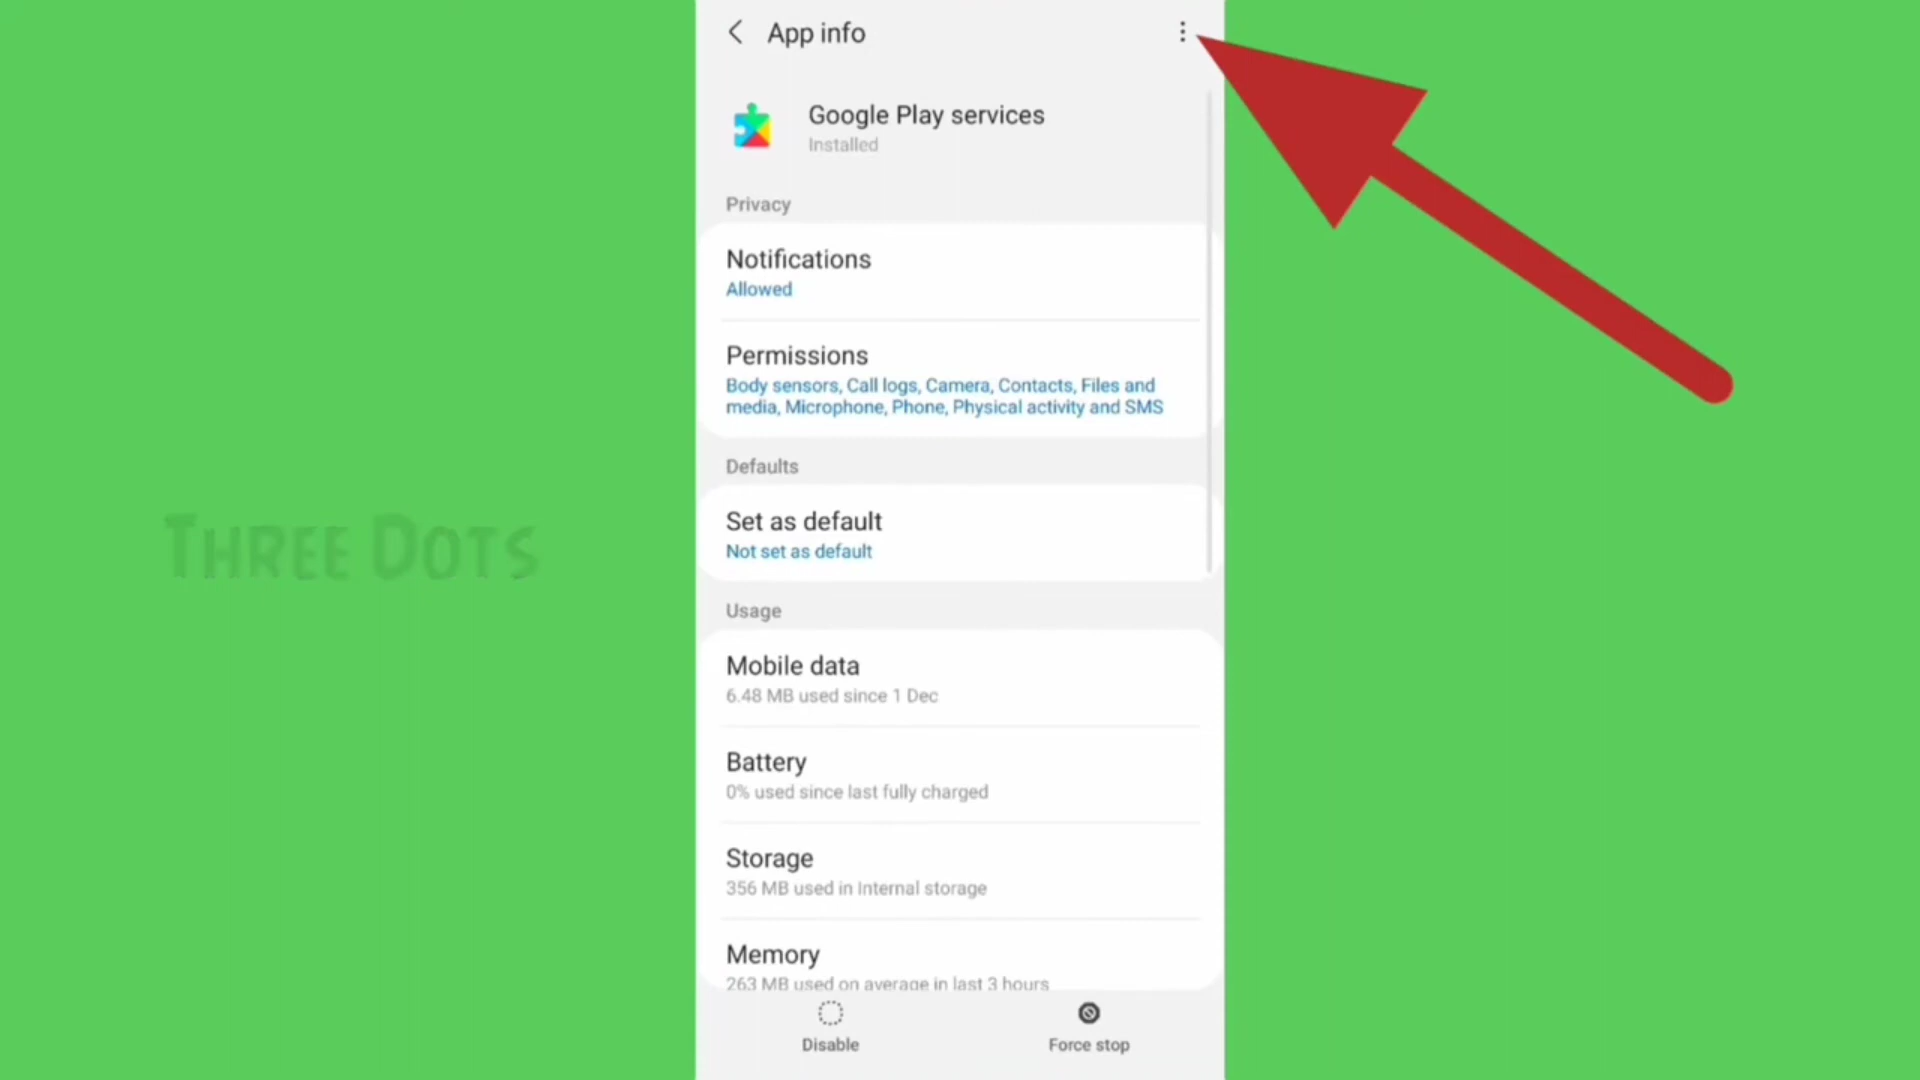 App info
Google Play services
Installed
Privacy
Notifications
Allowed
Permissions
Body sensors, Call logs, Camera, Contacts, Files and
media, Microphone, Phone, Physical activity and SMS
Defaults
Set as default
Not set as default
THREE DOTS
Usage
Mobile data
6.48 MB used since 1 Dec
Battery
0% used since last fully charged
Storage
356 MB used in Internal storage
Memory
263 MB used on average in last 3 hours
Disable
Force stop